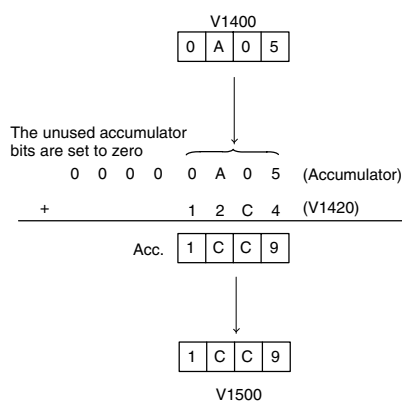 V1400
0 A 0 5
The unused accumulator
bits are set to zero
0 0 0 0 0 A 0 5 (Accumulator)
+ 1 2 C 4 (V1420)
Acc. 1 C C 9
1 C C 9
V1500